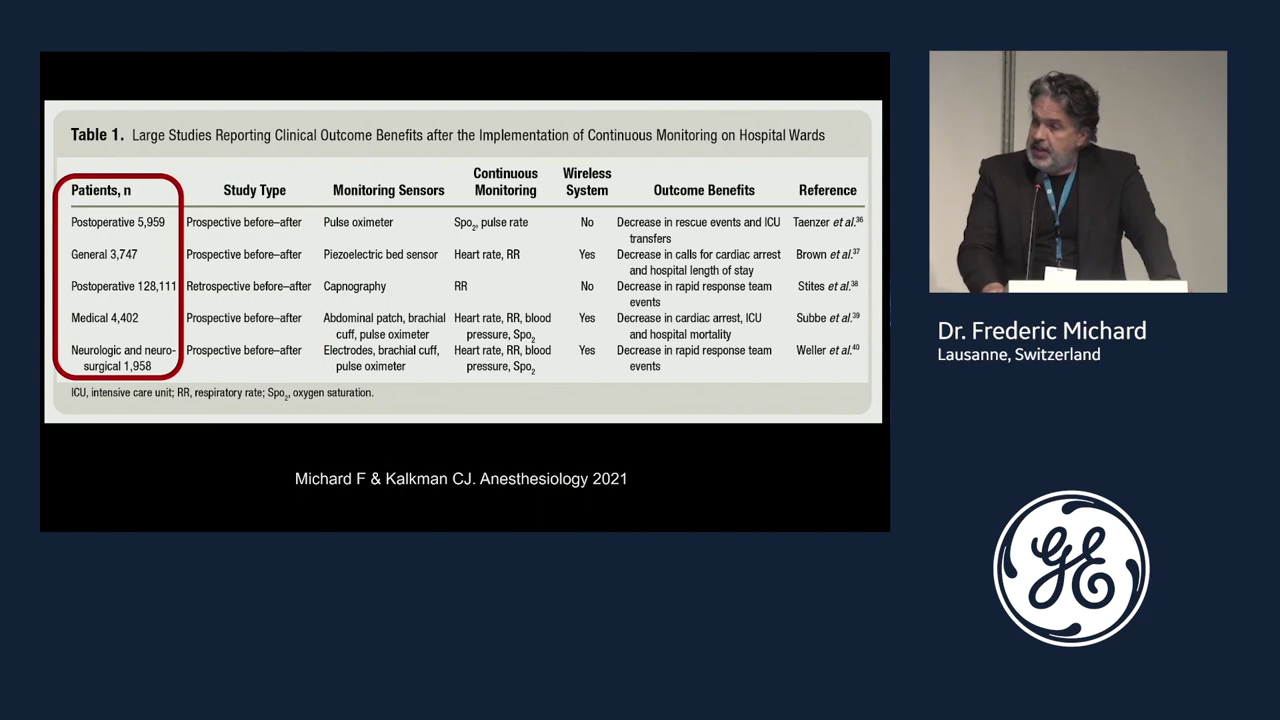 Table 1. Large Studies Reporting Clinical Outcome Benefits after the Implementation of Continuous Monitoring on Hospital Wards
Patients, n Study Type Monitoring Sensors Continuous Monitoring Wireless System Outcome Benefits Reference
Postoperative 5,959 Prospective before–after Pulse oximeter Spo2, pulse rate No Decrease in rescue events and ICU transfers Taenzer et al.36
General 3,747 Prospective before–after Piezoelectric bed sensor Heart rate, RR Yes Decrease in calls for cardiac arrest and hospital length of stay Brown et al.37
Postoperative 128,111 Retrospective before–after Capnography RR No Decrease in rapid response team events Stites et al.38
Medical 4,402 Prospective before–after Abdominal patch, brachial cuff, pulse oximeter Heart rate, RR, blood pressure, Spo2 Yes Decrease in cardiac arrest, ICU and hospital mortality Subbe et al.39
Neurologic and neuro-surgical 1,958 Prospective before–after Electrodes, brachial cuff, pulse oximeter Heart rate, RR, blood pressure, Spo2 Yes Decrease in rapid response team events Weller et al.40
ICU, intensive care unit; RR, respiratory rate; Spo2, oxygen saturation.
Michard F & Kalkman CJ. Anesthesiology 2021
Dr. Frederic Michard
Lausanne, Switzerland
GE